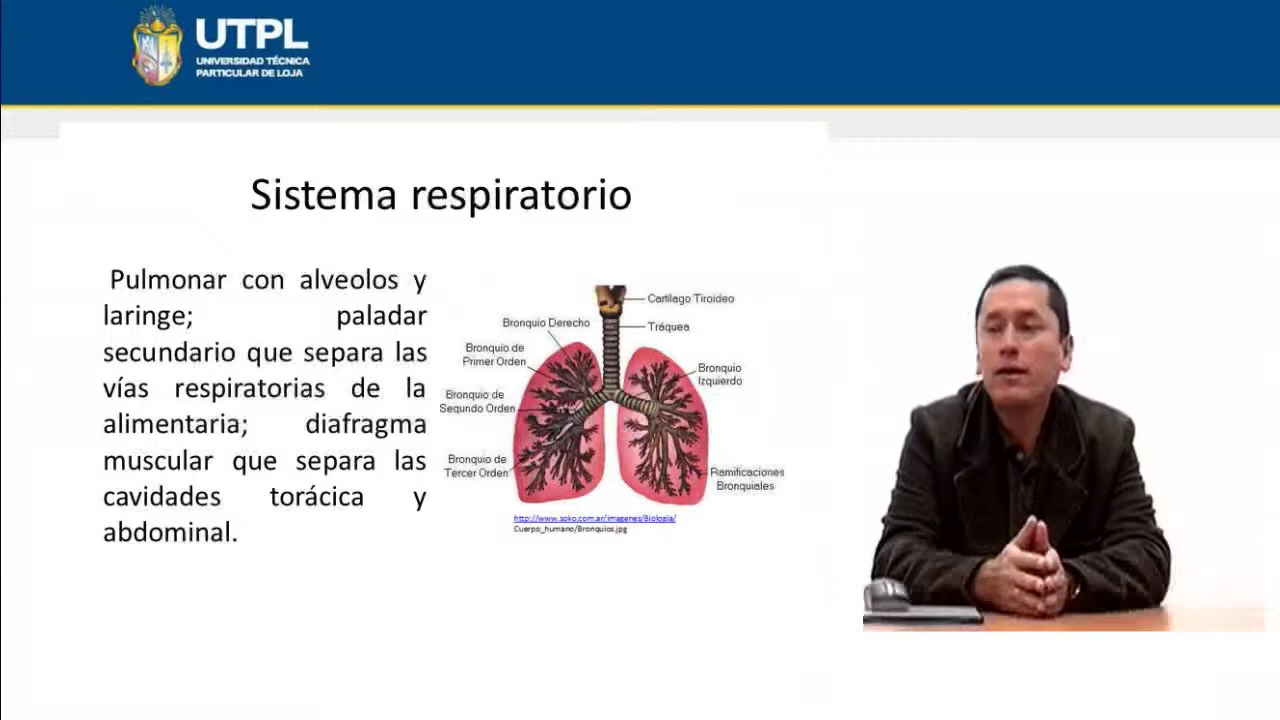 UTPL
UNIVERSIDAD TÉCNICA
PARTICULAR DE LOJA
Sistema respiratorio
Pulmonar con alveolos y
laringe; paladar
secundario que separa las
vías respiratorias de la
alimentaria; diafragma
muscular que separa las
cavidades torácica y
abdominal.
Cartílago Tiroideo
Bronquio Derecho
Tráquea
Bronquio de
Primer Orden
Bronquio
Izquierdo
Bronquio de
Segundo Orden
Bronquio de
Tercer Orden
Ramificaciones
Bronquiales
http://www.soko.com.ar/imagenes/Biologia/
Cuerpo_humano/Bronquios.jpg